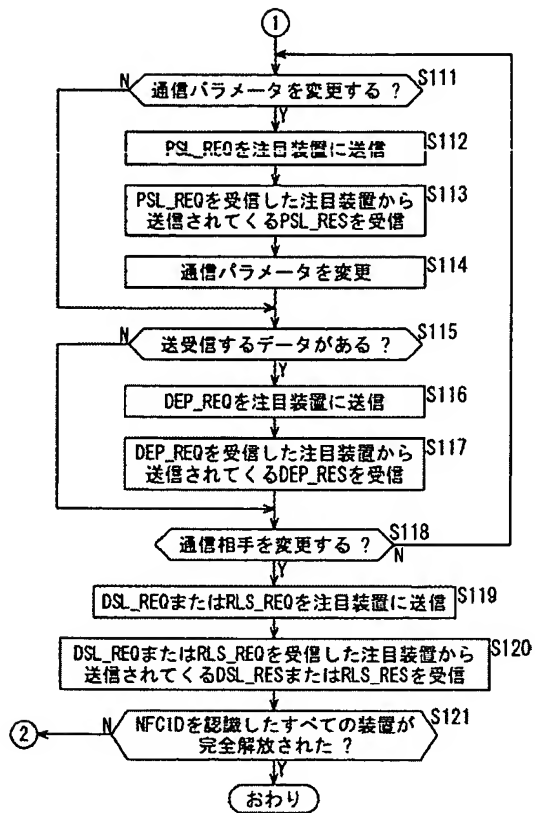 1
通信パラメータを変更する ?
S111
N
Y
PSL_REQを注目装置に送信
S112
PSL_REQを受信した注目装置から
送信されてくるPSL_RESを受信
S113
通信パラメータを変更
S114
送受信するデータがある ?
S115
N
Y
DEP_REQを注目装置に送信
S116
DEP_REQを受信した注目装置から
送信されてくるDEP_RESを受信
S117
通信相手を変更する ?
S118
N
Y
DSL_REQまたはRLS_REQを注目装置に送信
S119
DSL_REQまたはRLS_REQを受信した注目装置から
送信されてくるDSL_RESまたはRLS_RESを受信
S120
NFCIDを認識したすべての装置が
完全解放された ?
S121
N
2
Y
おわり